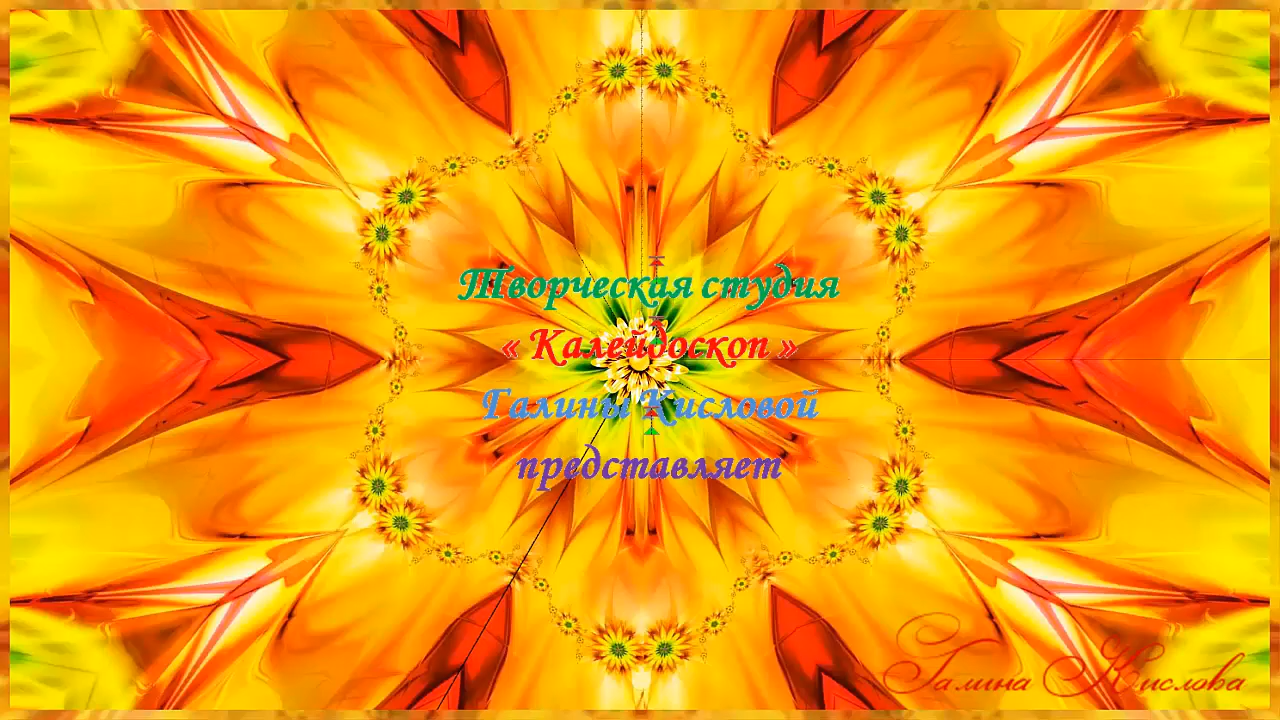 Творческая студия
« Калейдоскоп »
Галины Кисловой
представляет
Галина Кислова